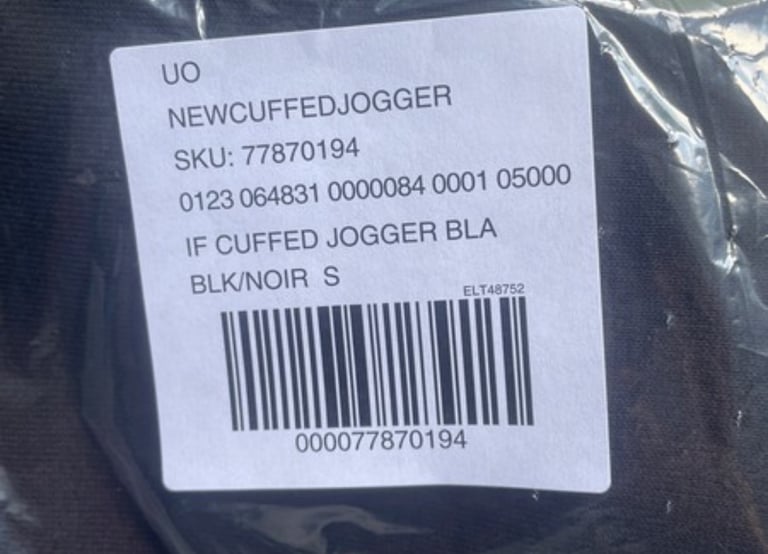 UO
NEWCUFFEDJOGGER
SKU: 77870194
0123 064831 0000084 0001 05000
IF CUFFED JOGGER BLA
BLK/NOIR S
ELT48752
000077870194